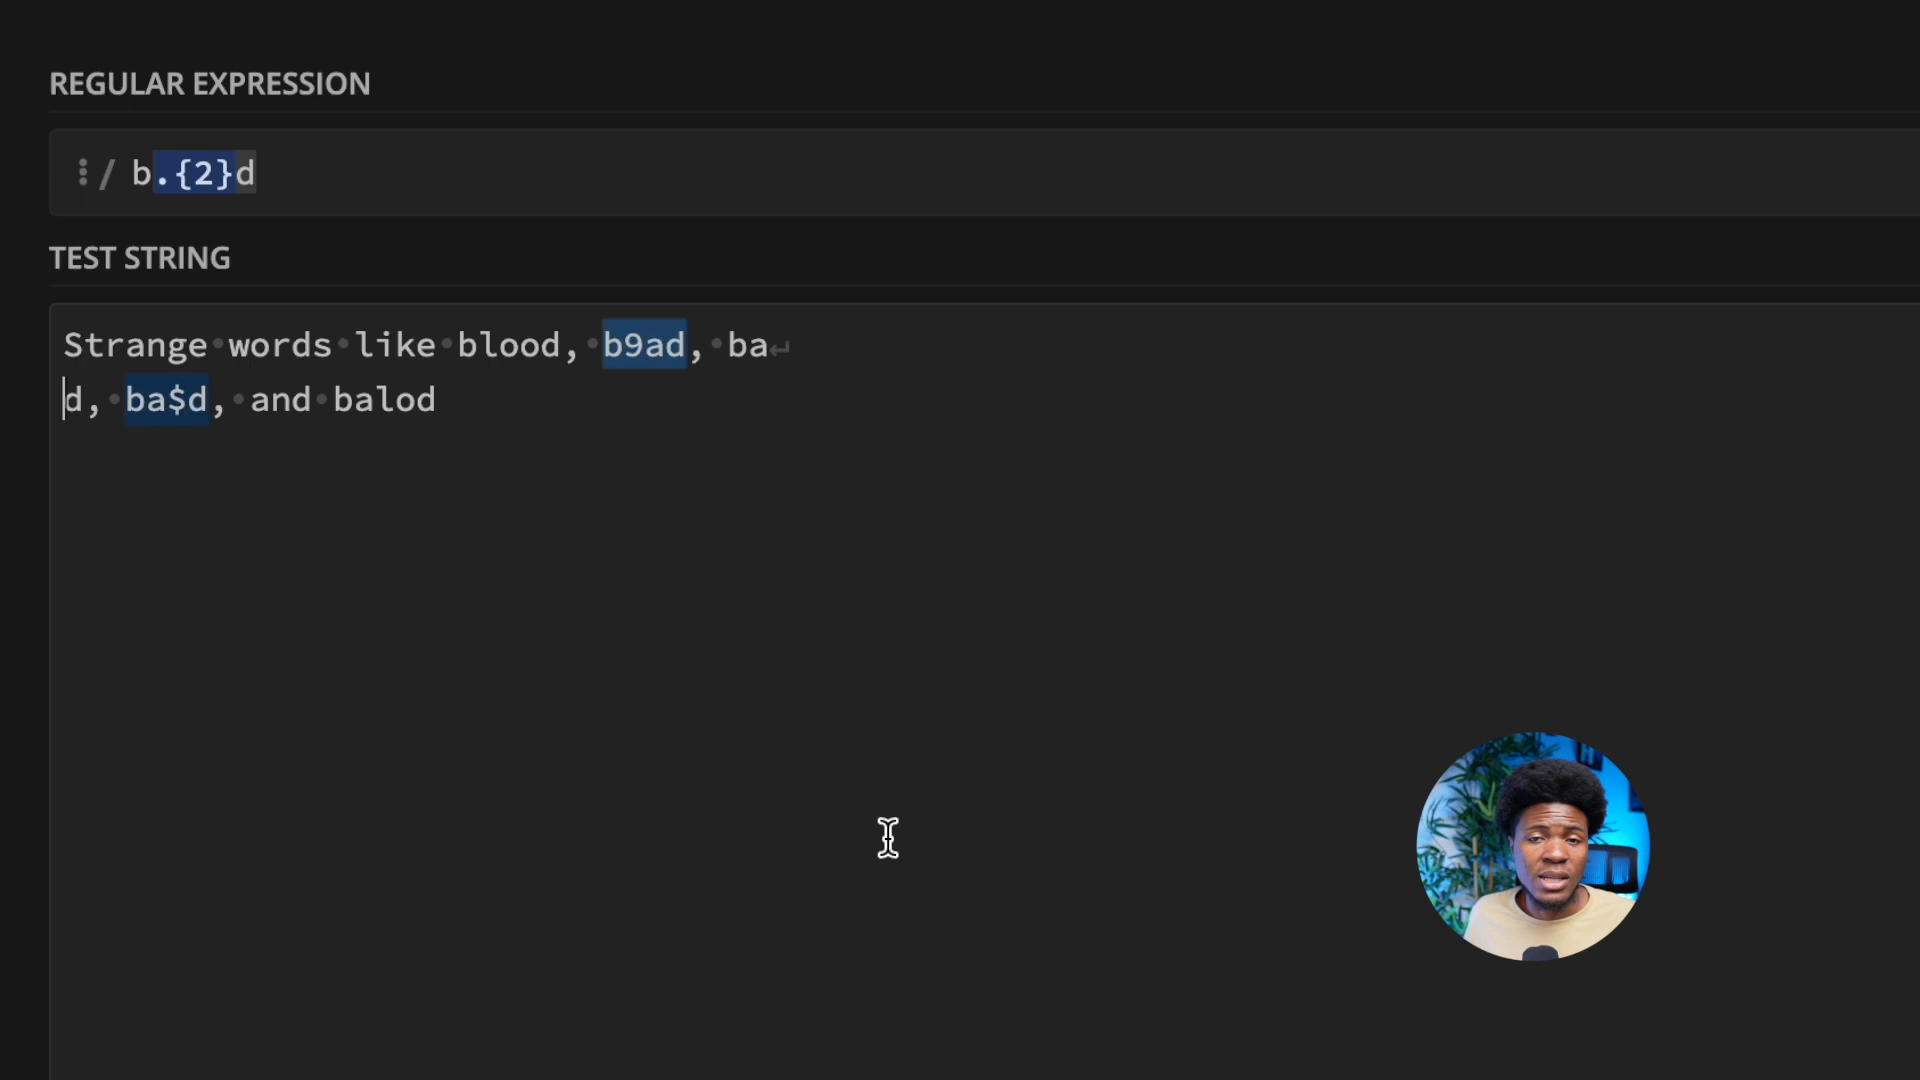 REGULAR EXPRESSION
/ b.{2}d
TEST STRING
Strange words like blood, b9ad, ba↵
d, ba$d, and balod